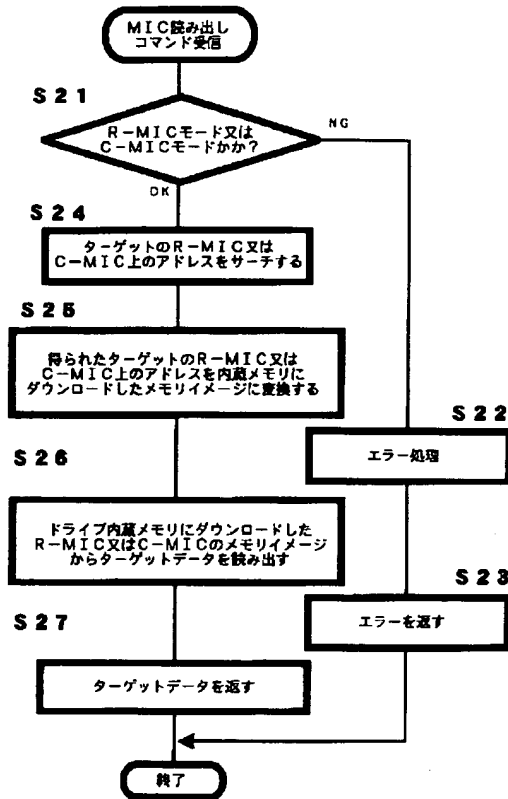 MIC読み出し
コマンド受信
S21
R-MICモード又は
C-MICモードかか?
NG
OK
S24
ターゲットのR-MIC又は
C-MIC上のアドレスをサーチする
S25
得られたターゲットのR-MIC又は
C-MIC上のアドレスを内蔵メモリに
ダウンロードしたメモリイメージに変換する
S22
エラー処理
S26
ドライブ内蔵メモリにダウンロードした
R-MIC又はC-MICのメモリイメージ
からターゲットデータを読み出す
S23
エラーを返す
S27
ターゲットデータを返す
終了